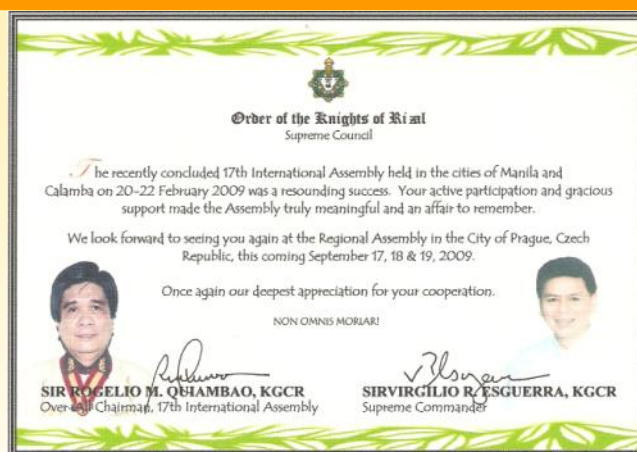 Order of the Knights of Rizal
Supreme Council
The recently concluded 17th International Assembly held in the cities of Manila and
Calamba on 20-22 February 2009 was a resounding success. Your active participation and gracious
support made the Assembly truly meaningful and an affair to remember.
We look forward to seeing you again at the Regional Assembly in the City of Prague, Czech
Republic, this coming September 17, 18 & 19, 2009.
Once again our deepest appreciation for your cooperation.
NON OMNIS MORIAR!
SIR ROGELIO M. QUIAMBAO, KGCR
Over-All Chairman, 17th International Assembly
SIRVIRGILIO R. ESGUERRA, KGCR
Supreme Commander